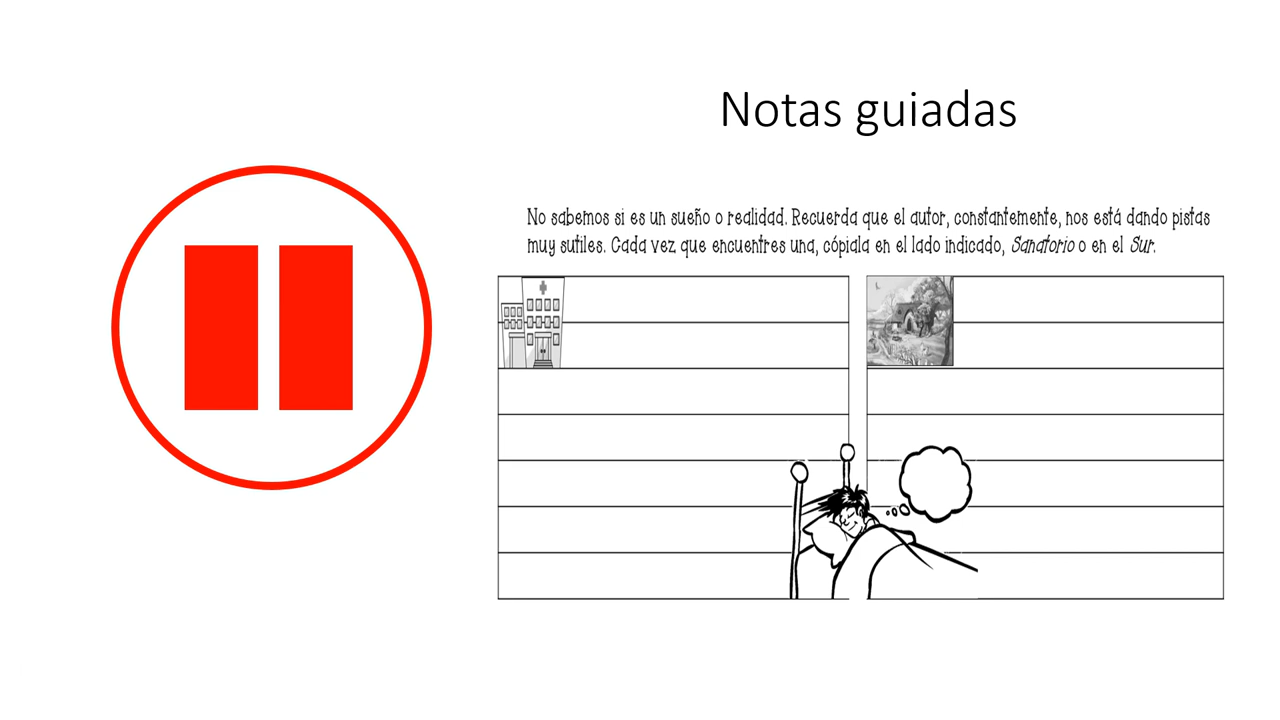 Notas guiadas
No sabemos si es un sueño o realidad. Recuerda que el autor, constantemente, nos está dando pistas
muy sutiles. Cada vez que encuentres una, cópiala en el lado indicado, Sanatorio o en el Sur.